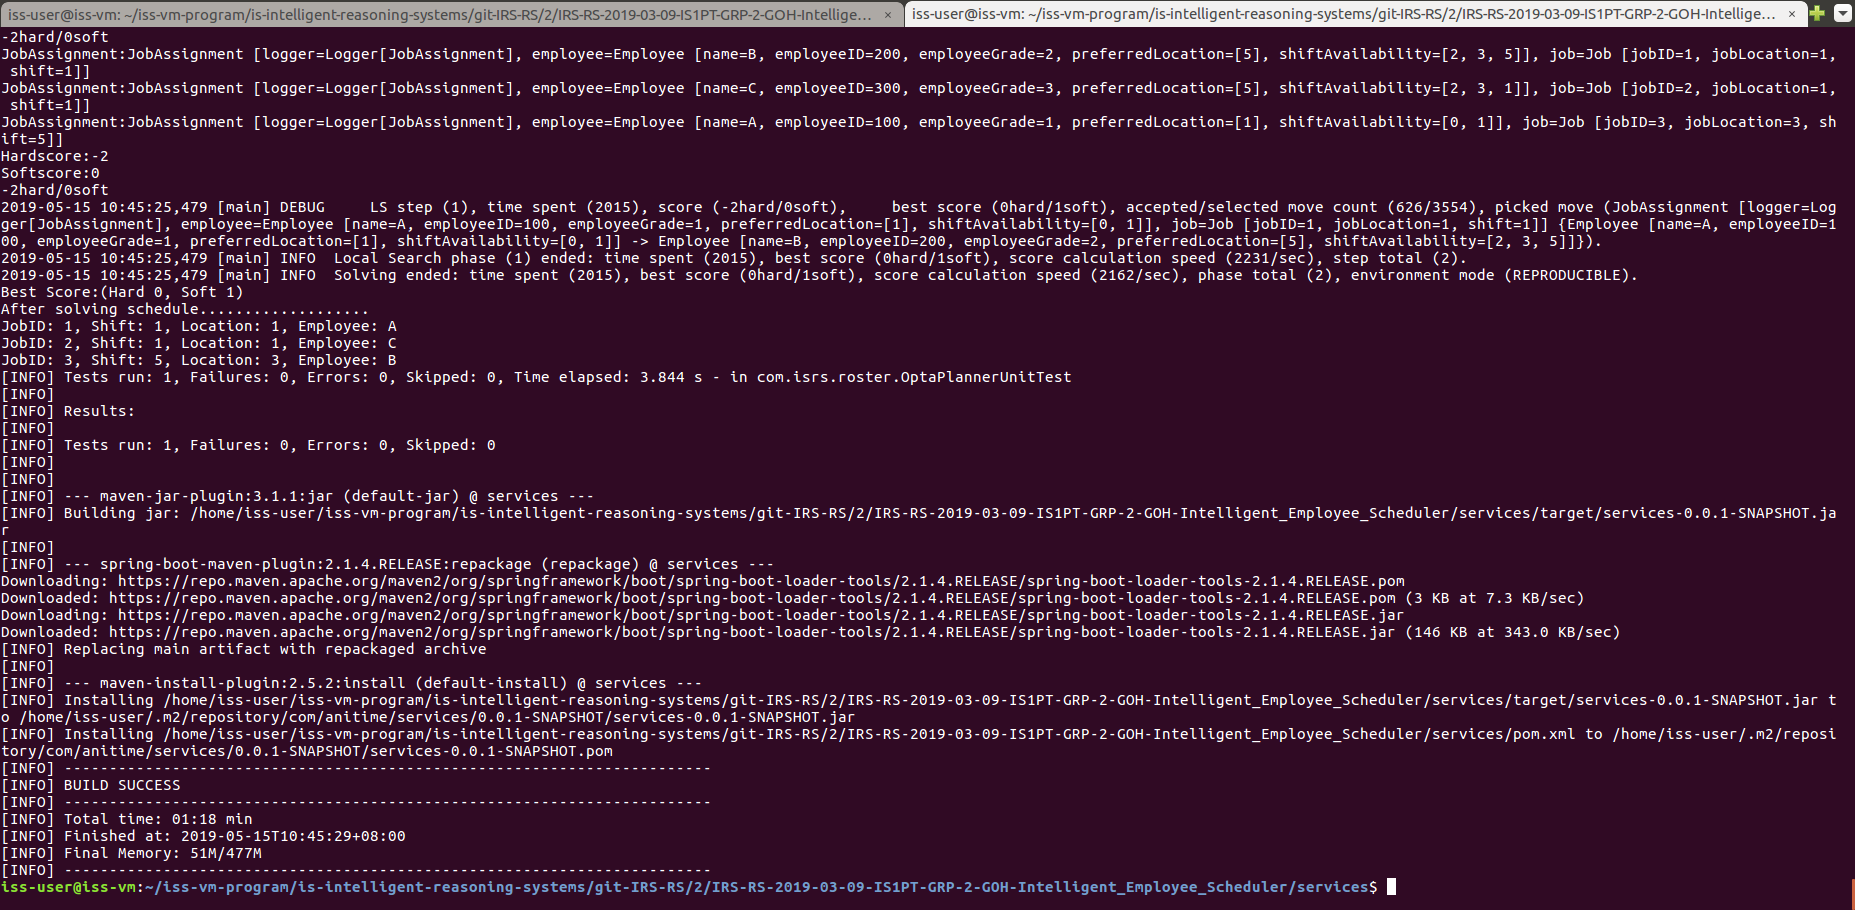 iss-user@iss-vm: ~/iss-vm-program/is-intelligent-reasoning-systems/git-IRS-RS/2/IRS-RS-2019-03-09-IS1PT-GRP-2-GOH-Intellige... ×
iss-user@iss-vm: ~/iss-vm-program/is-intelligent-reasoning-systems/git-IRS-RS/2/IRS-RS-2019-03-09-IS1PT-GRP-2-GOH-Intellige... ×
-2hard/0soft
JobAssignment:JobAssignment [logger=Logger[JobAssignment], employee=Employee [name=B, employeeID=200, employeeGrade=2, preferredLocation=[5], shiftAvailability=[2, 3, 5]], job=Job [jobID=1, jobLocation=1,
 shift=1]]
JobAssignment:JobAssignment [logger=Logger[JobAssignment], employee=Employee [name=C, employeeID=300, employeeGrade=3, preferredLocation=[5], shiftAvailability=[2, 3, 1]], job=Job [jobID=2, jobLocation=1,
 shift=1]]
JobAssignment:JobAssignment [logger=Logger[JobAssignment], employee=Employee [name=A, employeeID=100, employeeGrade=1, preferredLocation=[1], shiftAvailability=[0, 1]], job=Job [jobID=3, jobLocation=3, sh
ift=5]]
Hardscore:-2
Softscore:0
-2hard/0soft
2019-05-15 10:45:25,479 [main] DEBUG     LS step (1), time spent (2015), score (-2hard/0soft),     best score (0hard/1soft), accepted/selected move count (626/3554), picked move (JobAssignment [logger=Log
ger[JobAssignment], employee=Employee [name=A, employeeID=100, employeeGrade=1, preferredLocation=[1], shiftAvailability=[0, 1]], job=Job [jobID=1, jobLocation=1, shift=1]] {Employee [name=A, employeeID=1
00, employeeGrade=1, preferredLocation=[1], shiftAvailability=[0, 1]] -> Employee [name=B, employeeID=200, employeeGrade=2, preferredLocation=[5], shiftAvailability=[2, 3, 5]]}).
2019-05-15 10:45:25,479 [main] INFO  Local Search phase (1) ended: time spent (2015), best score (0hard/1soft), score calculation speed (2231/sec), step total (2).
2019-05-15 10:45:25,479 [main] INFO  Solving ended: time spent (2015), best score (0hard/1soft), score calculation speed (2162/sec), phase total (2), environment mode (REPRODUCIBLE).
Best Score:(Hard 0, Soft 1)
After solving schedule...................
JobID: 1, Shift: 1, Location: 1, Employee: A
JobID: 2, Shift: 1, Location: 1, Employee: C
JobID: 3, Shift: 5, Location: 3, Employee: B
[INFO] Tests run: 1, Failures: 0, Errors: 0, Skipped: 0, Time elapsed: 3.844 s - in com.isrs.roster.OptaPlannerUnitTest
[INFO]
[INFO] Results:
[INFO]
[INFO] Tests run: 1, Failures: 0, Errors: 0, Skipped: 0
[INFO]
[INFO]
[INFO] --- maven-jar-plugin:3.1.1:jar (default-jar) @ services ---
[INFO] Building jar: /home/iss-user/iss-vm-program/is-intelligent-reasoning-systems/git-IRS-RS/2/IRS-RS-2019-03-09-IS1PT-GRP-2-GOH-Intelligent_Employee_Scheduler/services/target/services-0.0.1-SNAPSHOT.ja
r
[INFO]
[INFO] --- spring-boot-maven-plugin:2.1.4.RELEASE:repackage (repackage) @ services ---
Downloading: https://repo.maven.apache.org/maven2/org/springframework/boot/spring-boot-loader-tools/2.1.4.RELEASE/spring-boot-loader-tools-2.1.4.RELEASE.pom
Downloaded: https://repo.maven.apache.org/maven2/org/springframework/boot/spring-boot-loader-tools/2.1.4.RELEASE/spring-boot-loader-tools-2.1.4.RELEASE.pom (3 KB at 7.3 KB/sec)
Downloading: https://repo.maven.apache.org/maven2/org/springframework/boot/spring-boot-loader-tools/2.1.4.RELEASE/spring-boot-loader-tools-2.1.4.RELEASE.jar
Downloaded: https://repo.maven.apache.org/maven2/org/springframework/boot/spring-boot-loader-tools/2.1.4.RELEASE/spring-boot-loader-tools-2.1.4.RELEASE.jar (146 KB at 343.0 KB/sec)
[INFO] Replacing main artifact with repackaged archive
[INFO]
[INFO] --- maven-install-plugin:2.5.2:install (default-install) @ services ---
[INFO] Installing /home/iss-user/iss-vm-program/is-intelligent-reasoning-systems/git-IRS-RS/2/IRS-RS-2019-03-09-IS1PT-GRP-2-GOH-Intelligent_Employee_Scheduler/services/target/services-0.0.1-SNAPSHOT.jar t
o /home/iss-user/.m2/repository/com/anitime/services/0.0.1-SNAPSHOT/services-0.0.1-SNAPSHOT.jar
[INFO] Installing /home/iss-user/iss-vm-program/is-intelligent-reasoning-systems/git-IRS-RS/2/IRS-RS-2019-03-09-IS1PT-GRP-2-GOH-Intelligent_Employee_Scheduler/services/pom.xml to /home/iss-user/.m2/reposi
tory/com/anitime/services/0.0.1-SNAPSHOT/services-0.0.1-SNAPSHOT.pom
[INFO] ------------------------------------------------------------------------
[INFO] BUILD SUCCESS
[INFO] ------------------------------------------------------------------------
[INFO] Total time: 01:18 min
[INFO] Finished at: 2019-05-15T10:45:29+08:00
[INFO] Final Memory: 51M/477M
[INFO] ------------------------------------------------------------------------
iss-user@iss-vm:~/iss-vm-program/is-intelligent-reasoning-systems/git-IRS-RS/2/IRS-RS-2019-03-09-IS1PT-GRP-2-GOH-Intelligent_Employee_Scheduler/services$